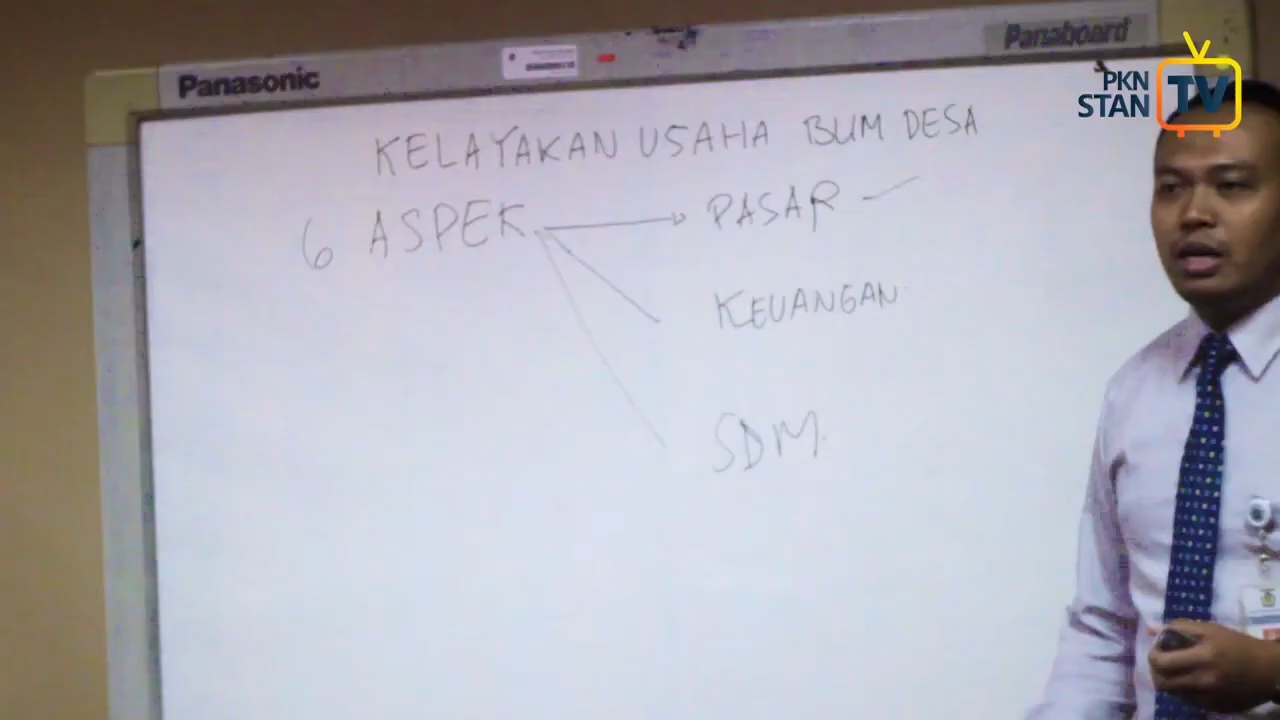 Panasonic
Panaboard
PKN
STAN
TV
KELAYAKAN USAHA BUM DESA
6 ASPEK
PASAR
KEUANGAN
SDM